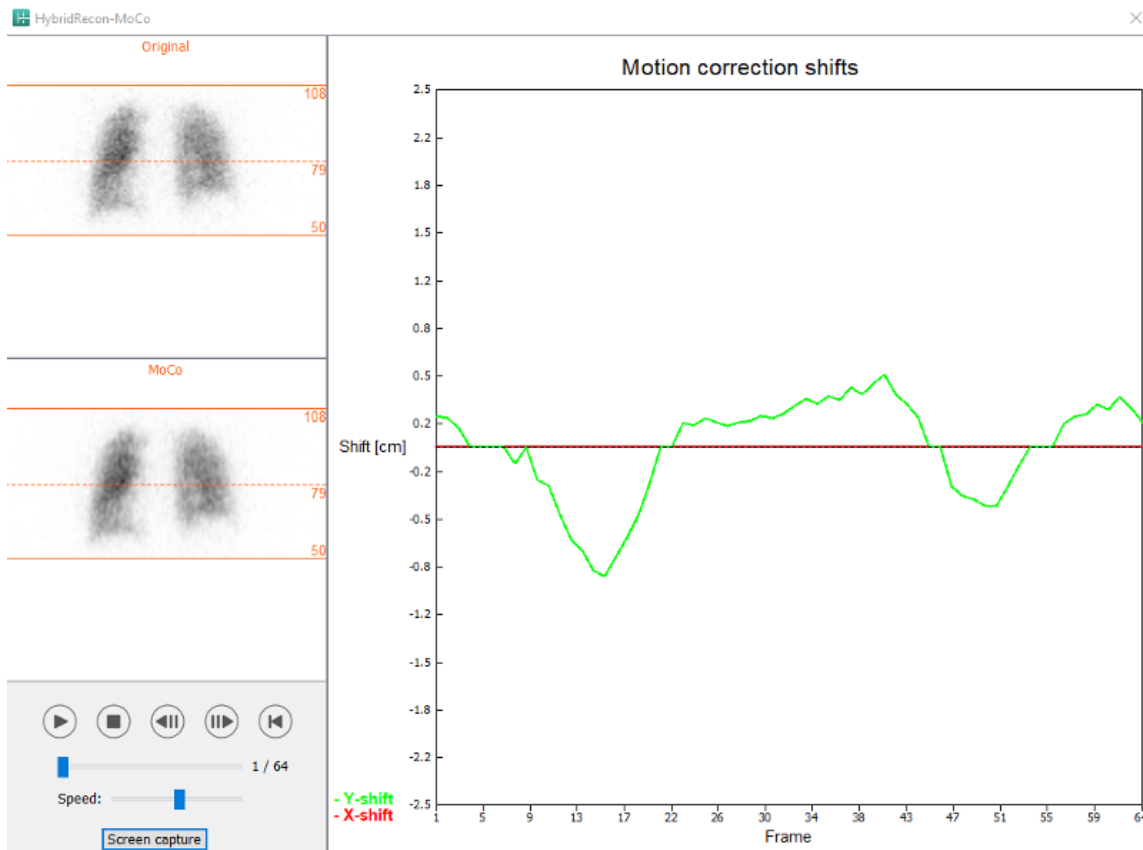 HybridRecon-MoCo
Original
108
79
50
MoCo
108
79
50
1 / 64
Speed:
Screen capture
Motion correction shifts
2.5
2.2
1.8
1.5
1.2
0.8
0.5
0.2
Shift [cm]
-0.2
-0.5
-0.8
-1.2
-1.5
-1.8
-2.2
-2.5
- Y-shift
- X-shift
1 5 9 13 17 22 26 30 34 38 43 47 51 55 59 64
Frame